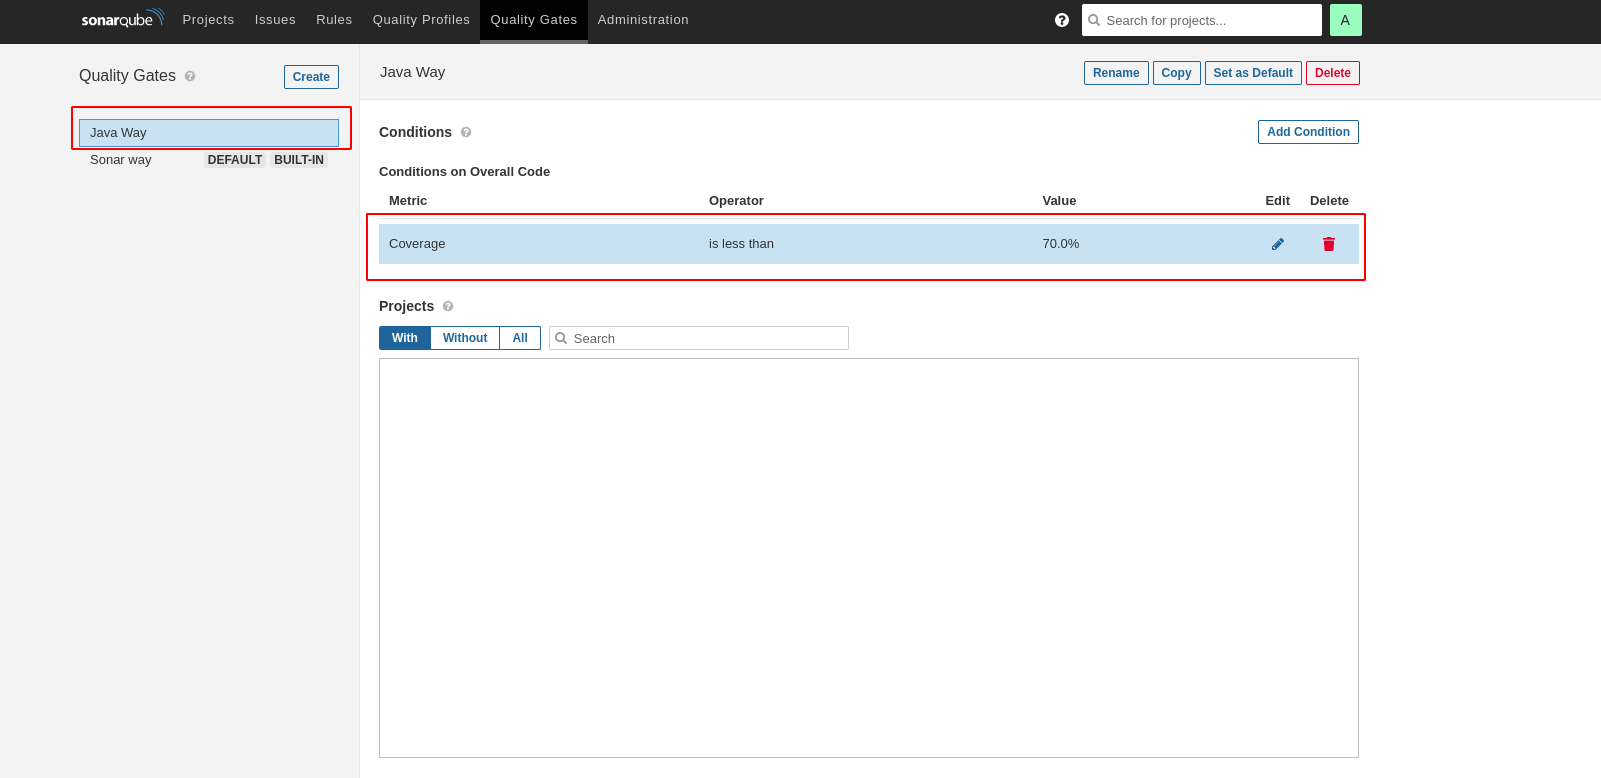 sonarqube Projects Issues Rules Quality Profiles Quality Gates Administration Search for projects... A
Quality Gates Create
Java Way
Sonar way DEFAULT BUILT-IN
Java Way Rename Copy Set as Default Delete
Conditions Add Condition
Conditions on Overall Code
Metric Operator Value Edit Delete
Coverage is less than 70.0%
Projects
With Without All Search